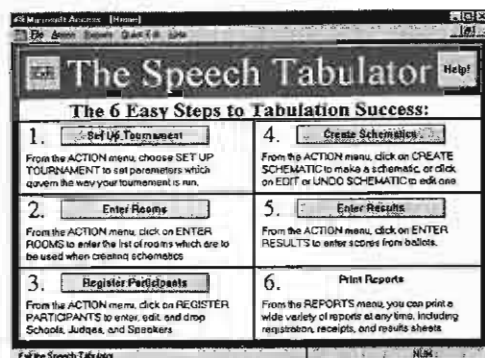 Microsoft Access - [Home]
File Action Reports Quick Edit Help
Exit
The Speech Tabulator
Help!
The 6 Easy Steps to Tabulation Success:
1.
Set Up Tournament
From the ACTION menu, choose SET UP
TOURNAMENT to set parameters which
govern the way your tournament is run.
2.
Enter Rooms
From the ACTION menu, click on ENTER
ROOMS to enter the list of rooms which are to
be used when creating schematics
3.
Register Participants
From the ACTION menu, click on REGISTER
PARTICIPANTS to enter, edit, and drop
Schools, Judges, and Speakers
4.
Create Schematics
From the ACTION menu, click on CREATE
SCHEMATIC to make a schematic, or click
on EDIT or UNDO SCHEMATIC to edit one
5.
Enter Results
From the ACTION menu, click on ENTER
RESULTS to enter scores from ballots.
6.
Print Reports
From the REPORTS menu, you can print a
wide variety of reports at any time, including
registration, receipts, and results sheets
Exit the Speech Tabulator
NUM